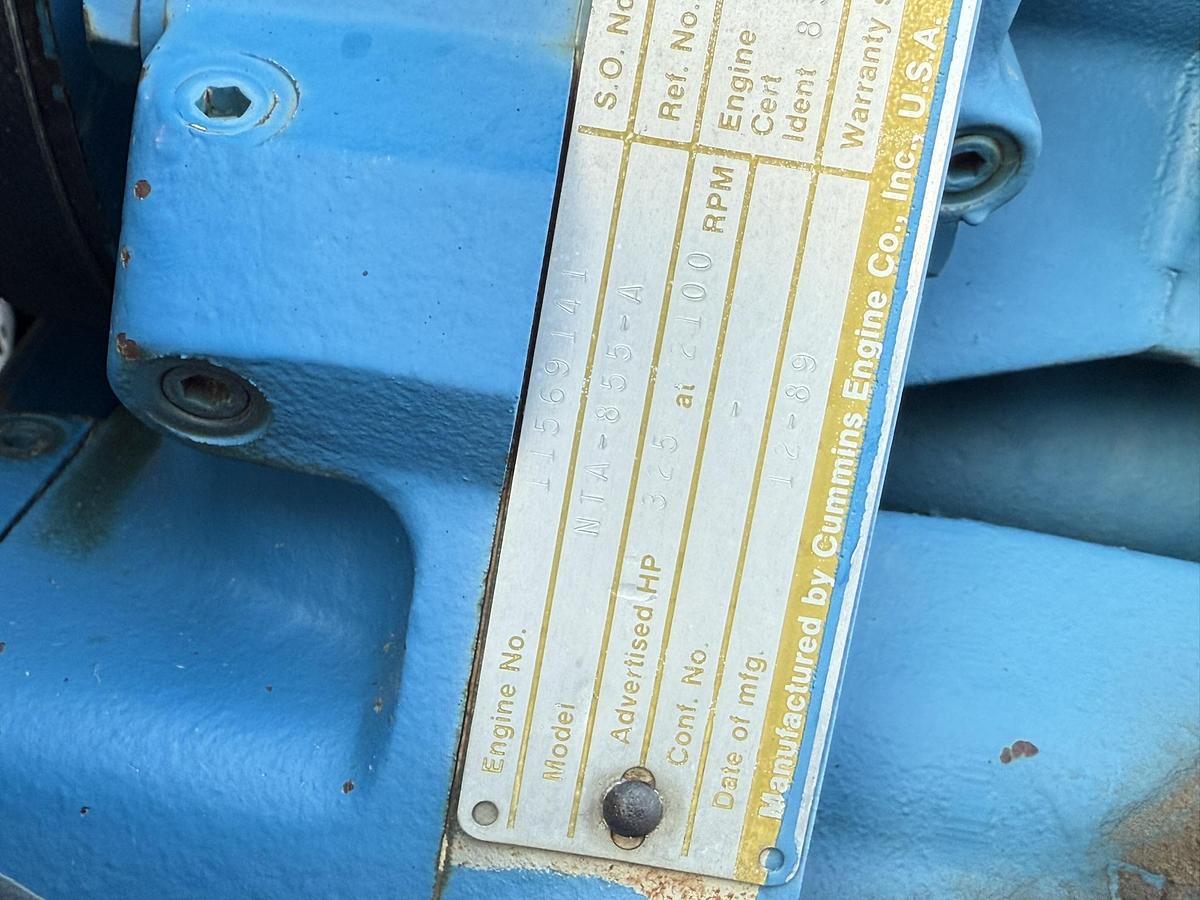 Engine No. 11569141
Model NTA-855-A
Advertised HP 325 at 2100 RPM
Conf. No. -
Date of mfg. 12-89
S.O. No
Ref. No.
Engine
Cert
Ident 8
Warranty S
Manufactured by Cummins Engine Co., Inc., U.S.A.